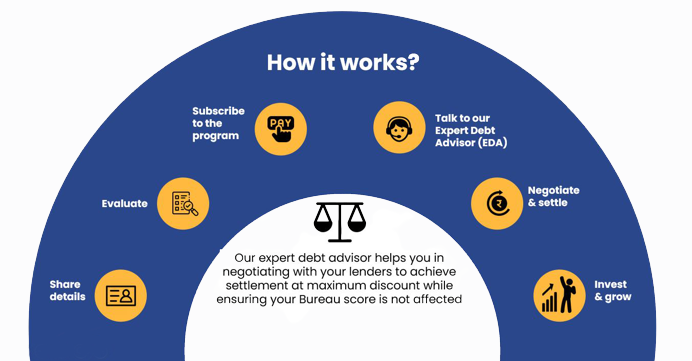 How it works?
Share
details
Evaluate
Subscribe
to the
program
PAY
Talk to our
Expert Debt
Advisor (EDA)
Negotiate
& settle
Invest
& grow
Our expert debt advisor helps you in
negotiating with your lenders to achieve
settlement at maximum discount while
ensuring your Bureau score is not affected